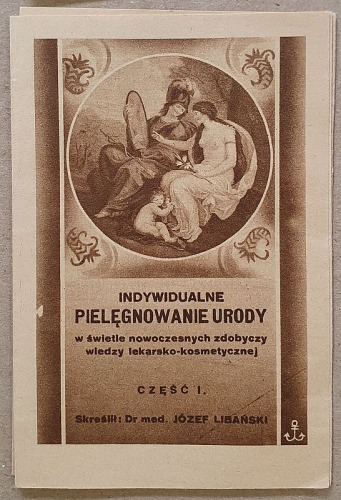 INDYWIDUALNE
PIELĘGNOWANIE URODY
w świetle nowoczesnych zdobyczy
wiedzy lekarsko-kosmetycznej
CZĘŚĆ I.
Skreślił: Dr med. JÓZEF LIBAŃSKI